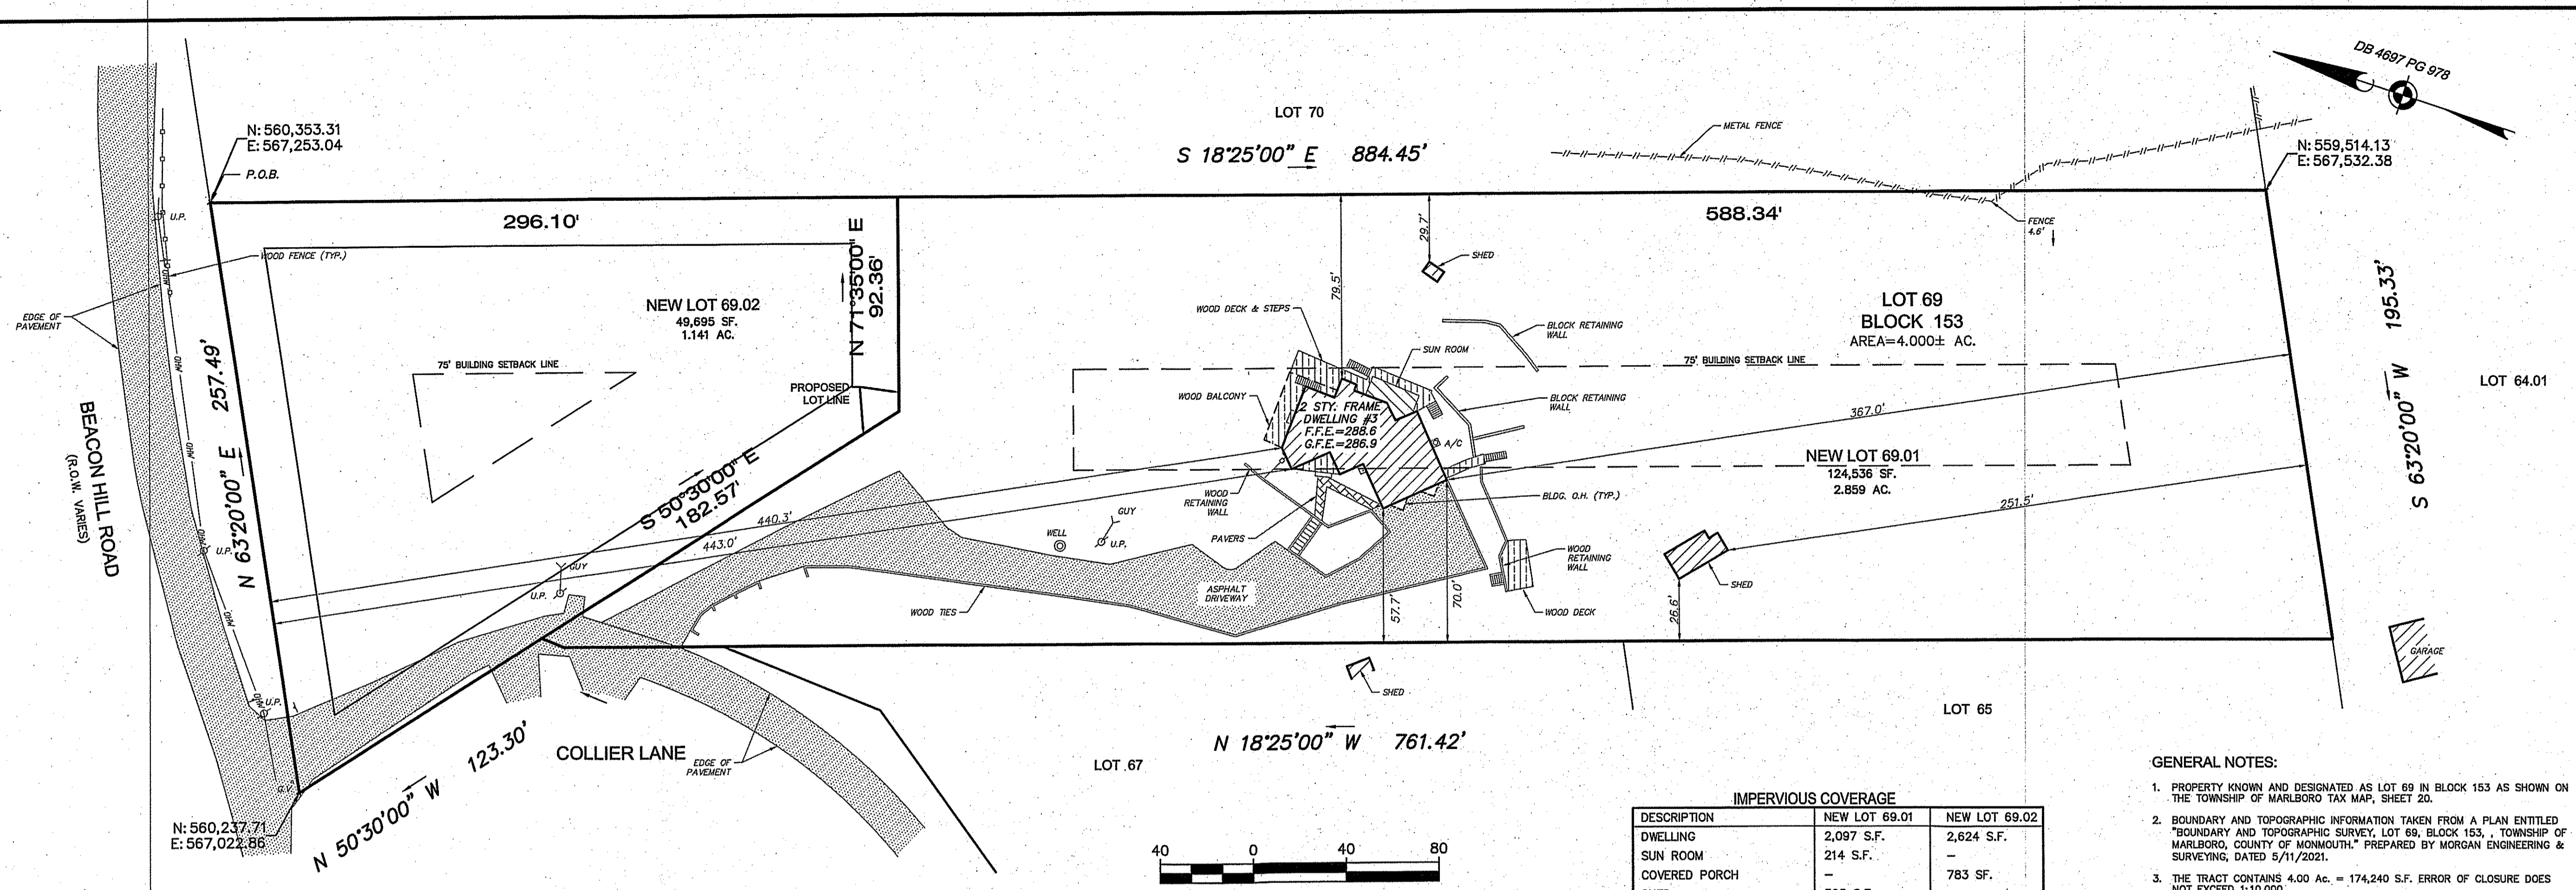 DB 4697 PG 978
LOT 70
S 18°25'00" E 884.45'
METAL FENCE
N: 560,353.31
E: 567,253.04
P.O.B.
N: 559,514.13
E: 567,532.38
U.P.
296.10'
588.34'
29.7'
FENCE
4.6'
WOOD FENCE (TYP.)
OHW
SHED
79.5'
N 71°35'00" E
92.36'
NEW LOT 69.02
49,695 SF.
1.141 AC.
EDGE OF
PAVEMENT
WOOD DECK & STEPS
BLOCK RETAINING
WALL
LOT 69
BLOCK 153
AREA=4.000± AC.
S 63°20'00" W 195.33'
SUN ROOM
75' BUILDING SETBACK LINE
75' BUILDING SETBACK LINE
OHW
N 63°20'00" E 257.49'
PROPOSED
LOT LINE
WOOD BALCONY
BLOCK RETAINING
WALL
LOT 64.01
2 STY. FRAME
DWELLING #3
F.F.E.=288.6
G.F.E.=286.9
367.0'
A/C
BEACON HILL ROAD
(R.O.W. VARIES)
OHW
NEW LOT 69.01
124,536 SF.
2.859 AC.
S 50°30'00" E
182.57'
WOOD
RETAINING
WALL
BLDG. O.H. (TYP.)
251.5'
440.3'
443.0'
GUY
WELL
U.P.
PAVERS
OHW
U.P.
WOOD
RETAINING
WALL
GUY
U.P.
SHED
ASPHALT
DRIVEWAY
WOOD TIES
57.7'
70.0'
WOOD DECK
26.6'
OHW
GARAGE
SHED
OHW
U.P.
LOT 65
N 18°25'00" W 761.42'
COLLIER LANE
EDGE OF
PAVEMENT
LOT 67
N 50°30'00" W 123.30'
G.V.
N: 560,237.71
E: 567,022.86
40 0 40 80
IMPERVIOUS COVERAGE
DESCRIPTION NEW LOT 69.01 NEW LOT 69.02
DWELLING 2,097 S.F. 2,624 S.F.
SUN ROOM 214 S.F. –
COVERED PORCH – 783 SF.
GENERAL NOTES:
1. PROPERTY KNOWN AND DESIGNATED AS LOT 69 IN BLOCK 153 AS SHOWN ON
THE TOWNSHIP OF MARLBORO TAX MAP, SHEET 20.
2. BOUNDARY AND TOPOGRAPHIC INFORMATION TAKEN FROM A PLAN ENTITLED
"BOUNDARY AND TOPOGRAPHIC SURVEY, LOT 69, BLOCK 153, , TOWNSHIP OF
MARLBORO, COUNTY OF MONMOUTH." PREPARED BY MORGAN ENGINEERING &
SURVEYING, DATED 5/11/2021.
3. THE TRACT CONTAINS 4.00 Ac. = 174,240 S.F. ERROR OF CLOSURE DOES
NOT EXCEED 1:10,000